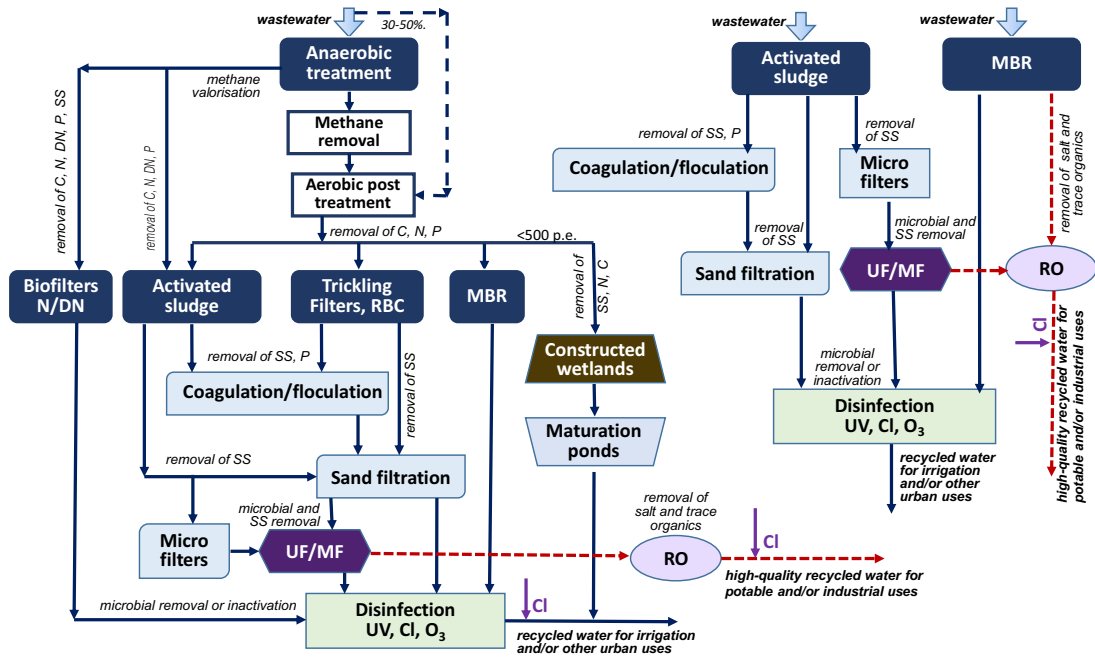 wastewater
30-50%.
Anaerobic
treatment
methane
valorisation
Methane
removal
Aerobic post
treatment
removal of C, N, DN, P, SS
removal of C, N, DN, P
removal of C, N, P
<500 p.e.
Biofilters
N/DN
Activated
sludge
Trickling
Filters, RBC
MBR
removal of
SS, N, C
removal of SS, P
Coagulation/floculation
removal of SS
Constructed
wetlands
Maturation
ponds
removal of SS
Sand filtration
microbial and
SS removal
Micro
filters
UF/MF
removal of
salt and trace
organics
RO
Cl
high-quality recycled water for
potable and/or industrial uses
microbial removal or inactivation
Disinfection
UV, Cl, O3
Cl
recycled water for irrigation
and/or other urban uses
wastewater
Activated
sludge
wastewater
MBR
removal of SS, P
removal
of SS
Coagulation/floculation
Micro
filters
removal of salt and
trace organics
removal
of SS
microbial and
SS removal
Sand filtration
UF/MF
RO
Cl
high-quality recycled water for
potable and/or industrial uses
microbial
removal or
inactivation
Disinfection
UV, Cl, O3
recycled water
for irrigation
and/or other
urban uses